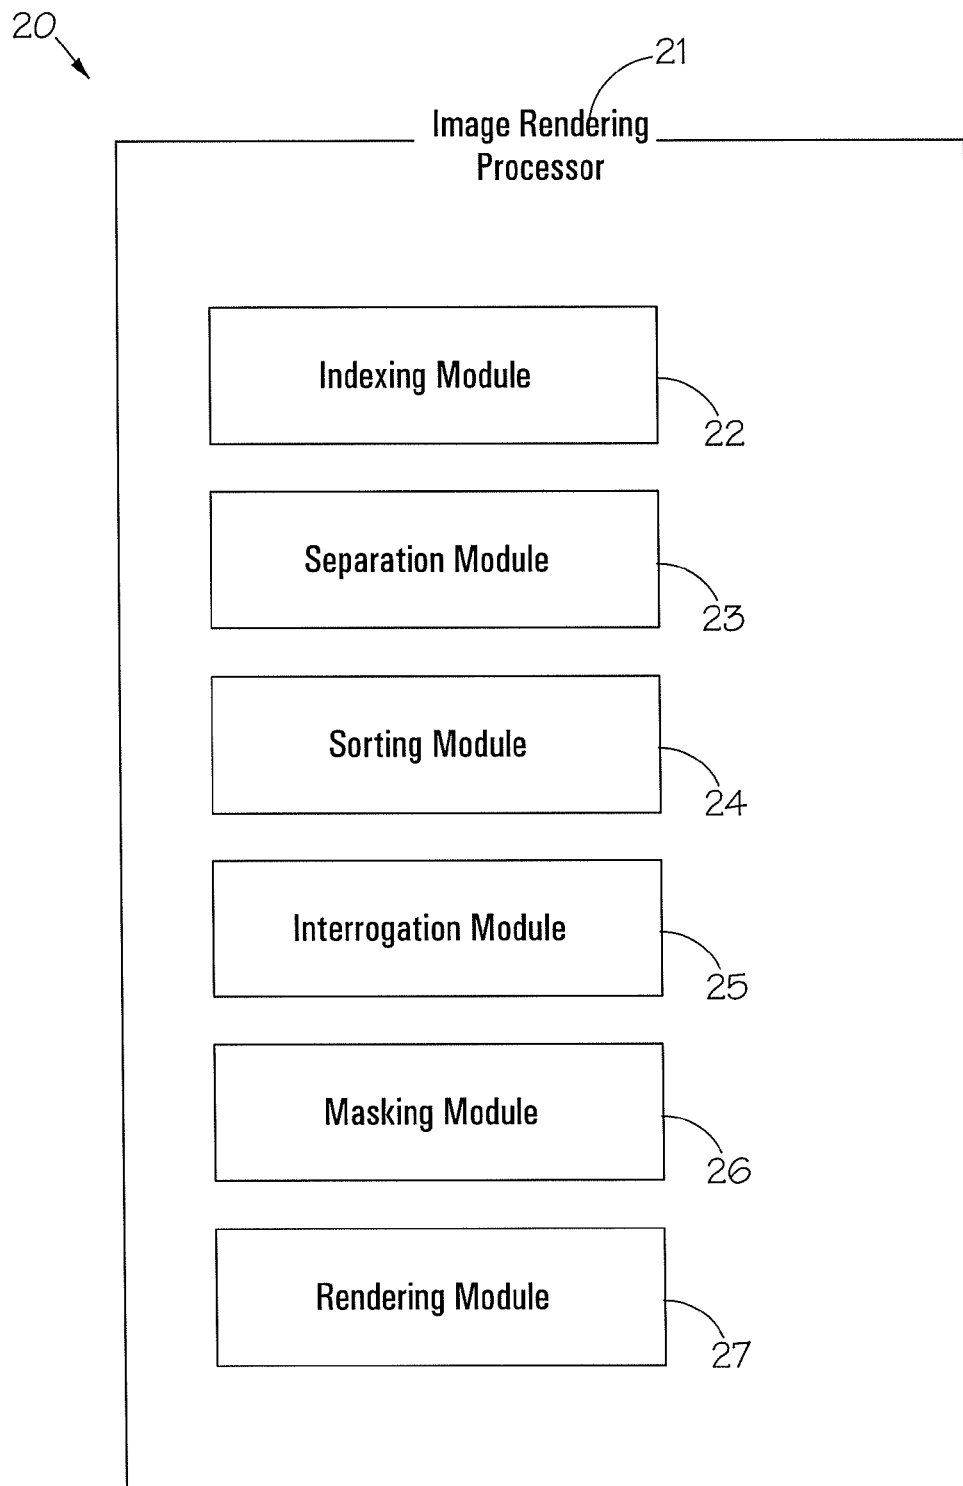 20
21
Image Rendering
Processor
Indexing Module
22
Separation Module
23
Sorting Module
24
Interrogation Module
25
Masking Module
26
Rendering Module
27